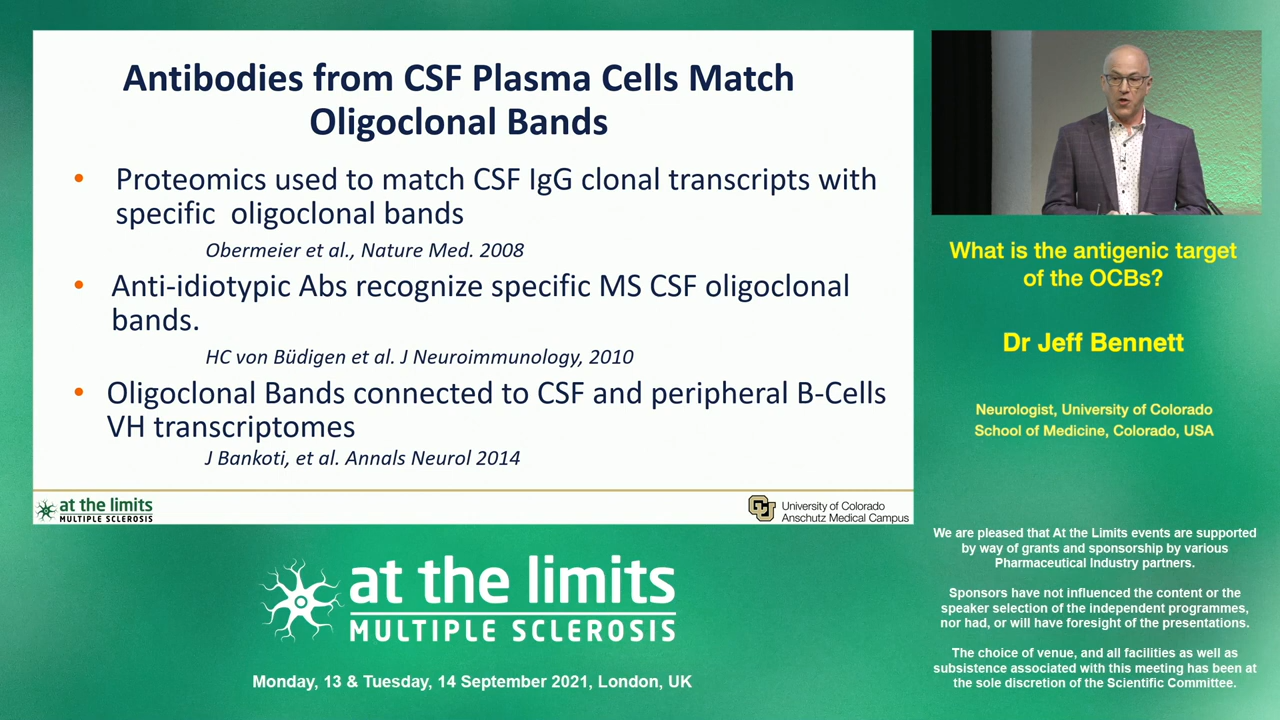 Antibodies from CSF Plasma Cells Match
Oligoclonal Bands
• Proteomics used to match CSF IgG clonal transcripts with
specific oligoclonal bands
Obermeier et al., Nature Med. 2008
• Anti-idiotypic Abs recognize specific MS CSF oligoclonal
bands.
HC von Büdigen et al. J Neuroimmunology, 2010
• Oligoclonal Bands connected to CSF and peripheral B-Cells
VH transcriptomes
J Bankoti, et al. Annals Neurol 2014
at the limits
MULTIPLE SCLEROSIS
CU
University of Colorado
Anschutz Medical Campus
What is the antigenic target
of the OCBs?
Dr Jeff Bennett
Neurologist, University of Colorado
School of Medicine, Colorado, USA
We are pleased that At the Limits events are supported
by way of grants and sponsorship by various
Pharmaceutical Industry partners.
Sponsors have not influenced the content or the
speaker selection of the independent programmes,
nor had, or will have foresight of the presentations.
The choice of venue, and all facilities as well as
subsistence associated with this meeting has been at
the sole discretion of the Scientific Committee.
at the limits
MULTIPLE SCLEROSIS
Monday, 13 & Tuesday, 14 September 2021, London, UK